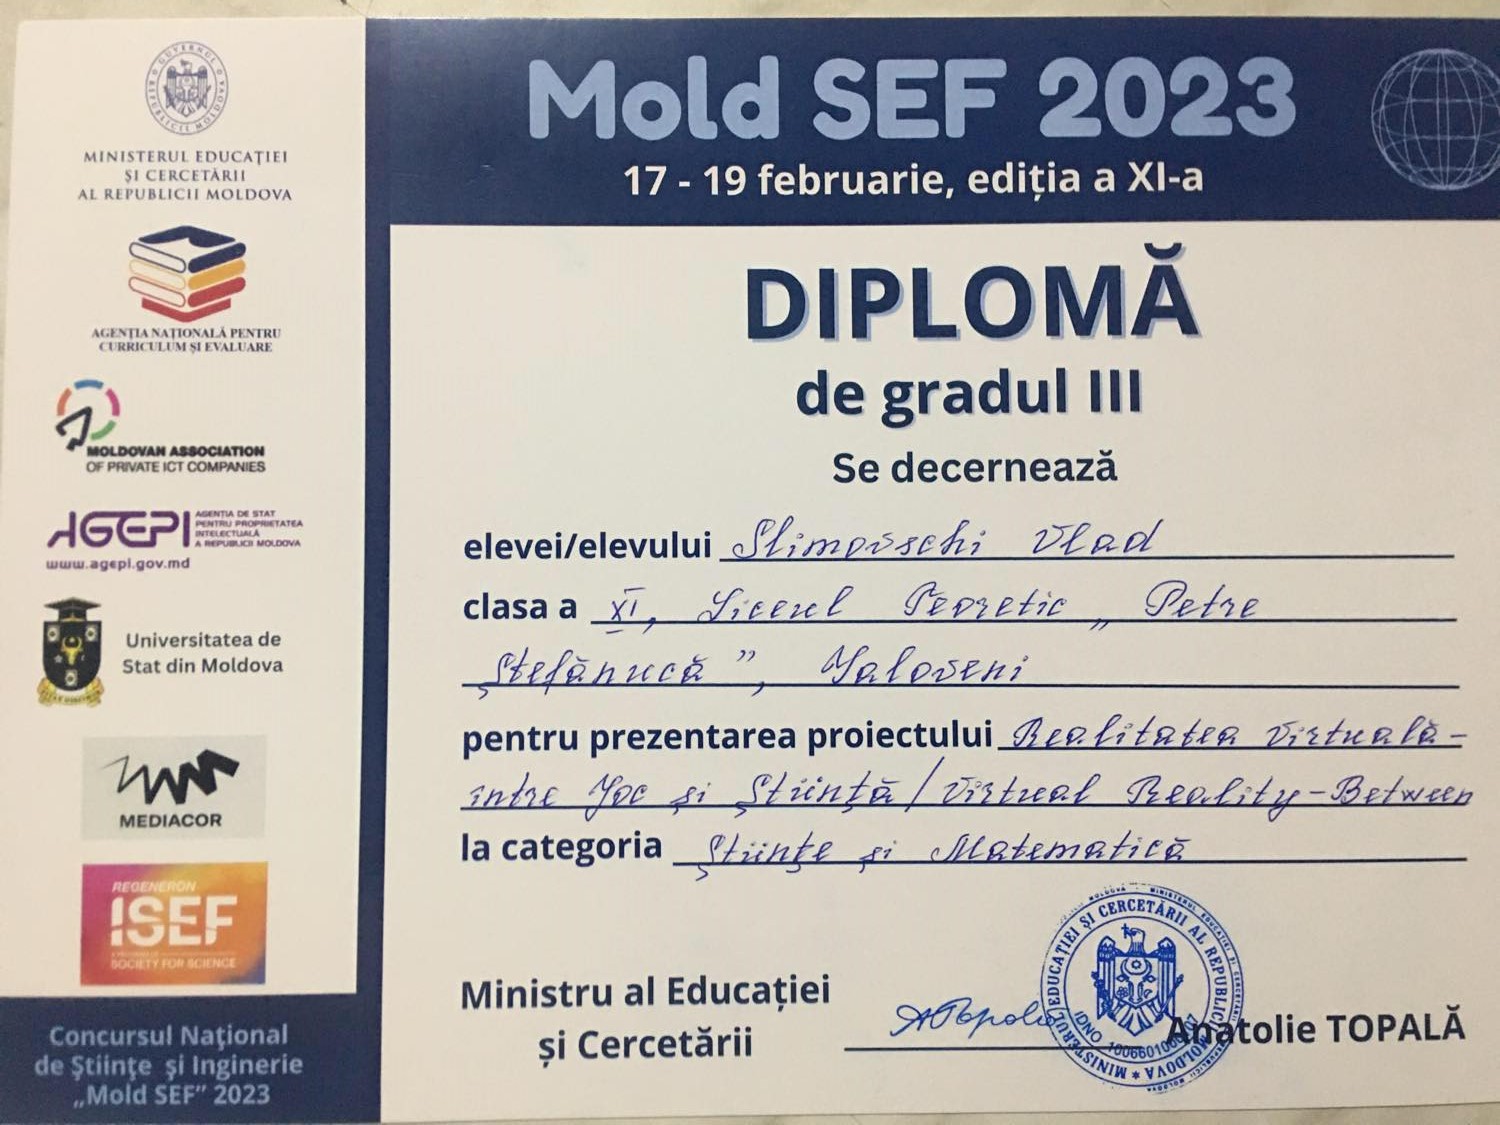 GUVERNUL REPUBLICII MOLDOVA
MINISTERUL EDUCAȚIEI
ȘI CERCETĂRII
AL REPUBLICII MOLDOVA
AGENȚIA NAȚIONALĂ PENTRU
CURRICULUM ȘI EVALUARE
MOLDOVAN ASSOCIATION
OF PRIVATE ICT COMPANIES
AGEPI
AGENȚIA DE STAT
PENTRU PROPRIETATEA
INTELECTUALĂ
A REPUBLICII MOLDOVA
www.agepi.gov.md
Universitatea de
Stat din Moldova
MEDIACOR
REGENERON
ISEF
SOCIETY FOR SCIENCE
Concursul Național
de Științe și Inginerie
„Mold SEF” 2023
Mold SEF 2023
17 - 19 februarie, ediția a XI-a
DIPLOMĂ
de gradul III
Se decernează
elevei/elevului Slimovschi Vlad
clasa a XI, Liceul Teoretic „Petre
Ștefănucă”, Ialoveni
pentru prezentarea proiectului Realitatea virtuală-
între Joc și Știință/Virtual Reality-Between
la categoria Științe și Matematică
Ministru al Educației
și Cercetării
Anatolie TOPALĂ
MINISTERUL EDUCAȚIEI ȘI CERCETĂRII AL REPUBLICII MOLDOVA